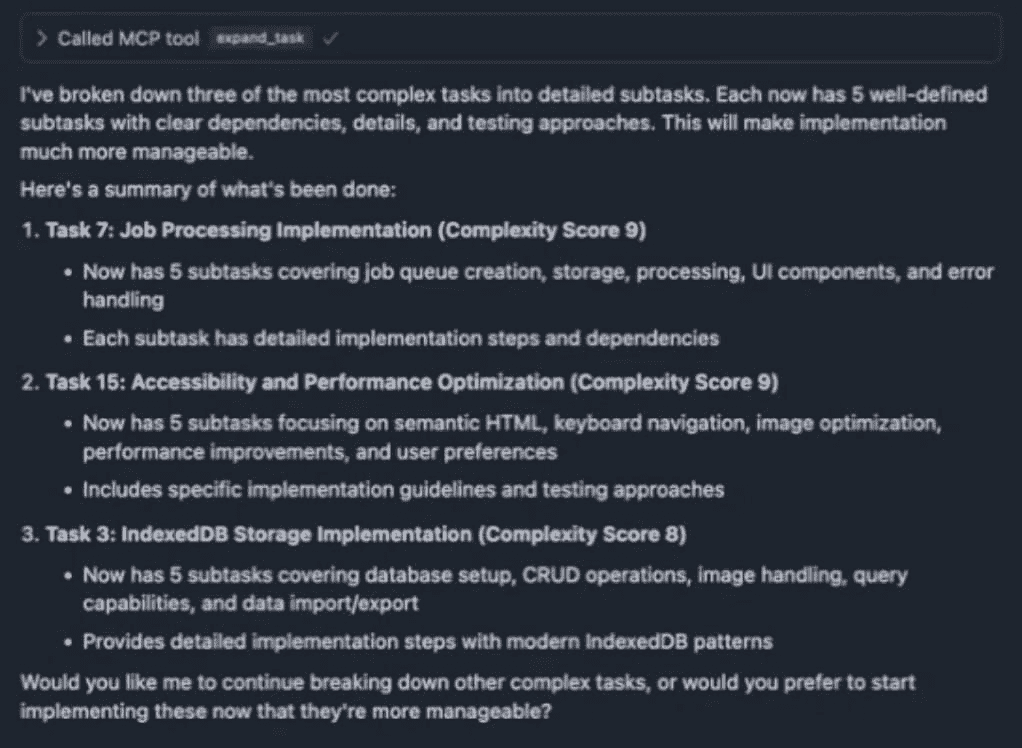 Called MCP tool expand_task
I've broken down three of the most complex tasks into detailed subtasks. Each now has 5 well-defined
subtasks with clear dependencies, details, and testing approaches. This will make implementation
much more manageable.
Here's a summary of what's been done:
1. Task 7: Job Processing Implementation (Complexity Score 9)
• Now has 5 subtasks covering job queue creation, storage, processing, UI components, and error
handling
• Each subtask has detailed implementation steps and dependencies
2. Task 15: Accessibility and Performance Optimization (Complexity Score 9)
• Now has 5 subtasks focusing on semantic HTML, keyboard navigation, image optimization,
performance improvements, and user preferences
• Includes specific implementation guidelines and testing approaches
3. Task 3: IndexedDB Storage Implementation (Complexity Score 8)
• Now has 5 subtasks covering database setup, CRUD operations, image handling, query
capabilities, and data import/export
• Provides detailed implementation steps with modern IndexedDB patterns
Would you like me to continue breaking down other complex tasks, or would you prefer to start
implementing these now that they're more manageable?